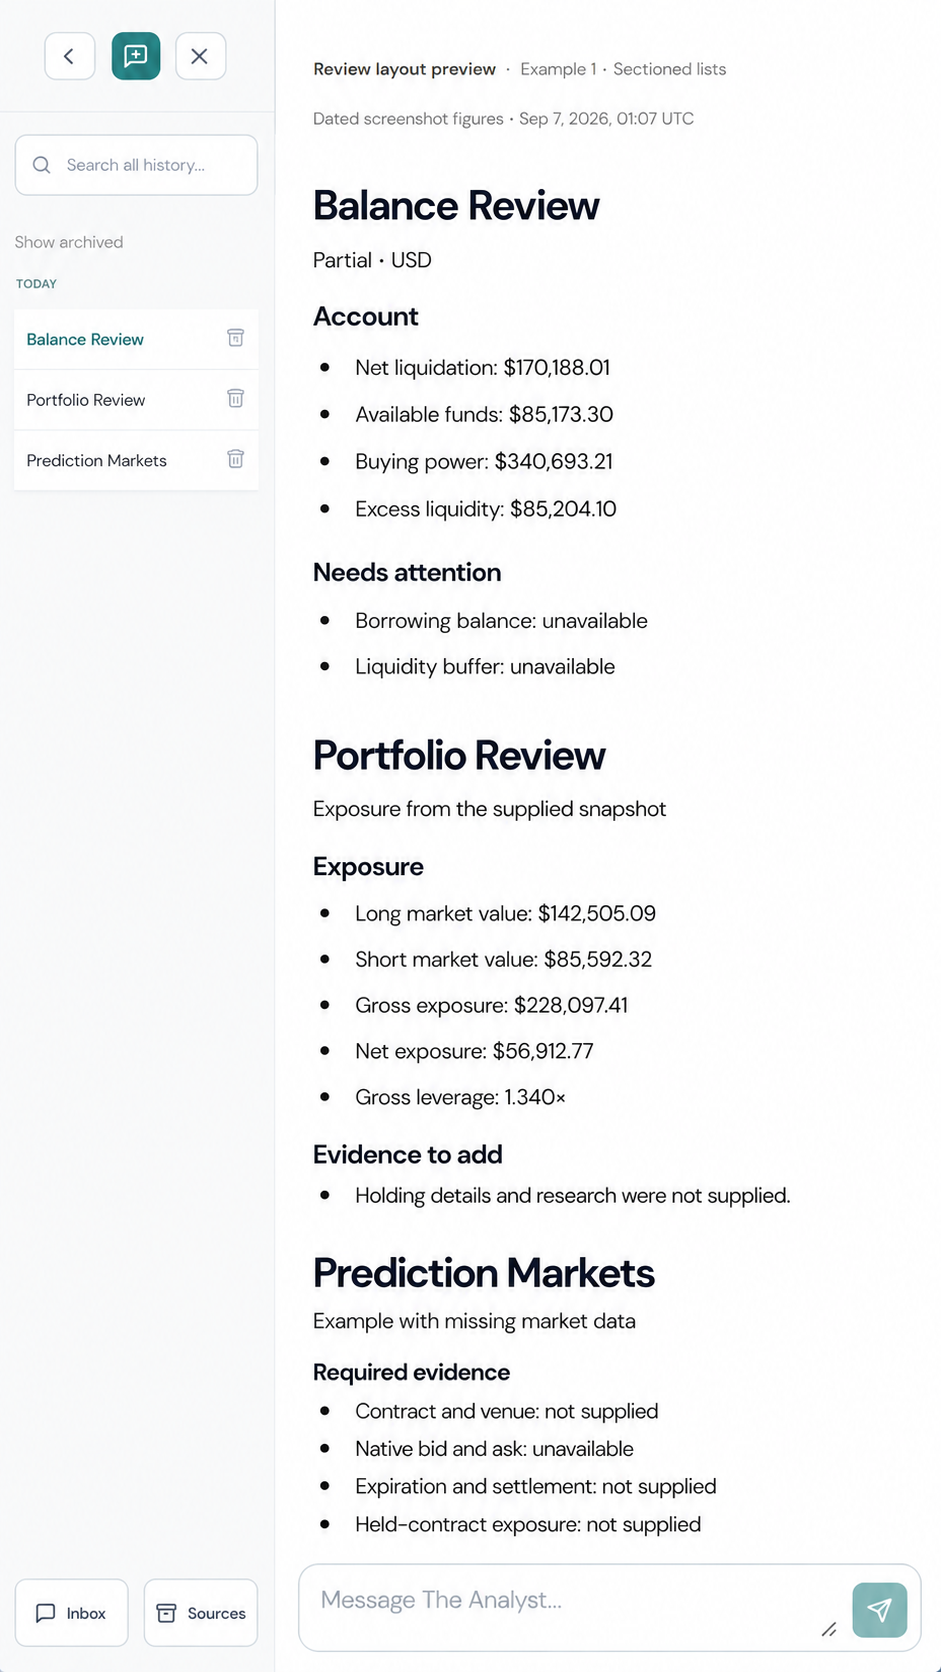 Search all history...
Show archived
TODAY
Balance Review
Portfolio Review
Prediction Markets
Inbox
Sources
Review layout preview · Example 1 · Sectioned lists
Dated screenshot figures · Sep 7, 2026, 01:07 UTC
Balance Review
Partial · USD
Account
• Net liquidation: $170,188.01
• Available funds: $85,173.30
• Buying power: $340,693.21
• Excess liquidity: $85,204.10
Needs attention
• Borrowing balance: unavailable
• Liquidity buffer: unavailable
Portfolio Review
Exposure from the supplied snapshot
Exposure
• Long market value: $142,505.09
• Short market value: $85,592.32
• Gross exposure: $228,097.41
• Net exposure: $56,912.77
• Gross leverage: 1.340×
Evidence to add
• Holding details and research were not supplied.
Prediction Markets
Example with missing market data
Required evidence
• Contract and venue: not supplied
• Native bid and ask: unavailable
• Expiration and settlement: not supplied
• Held-contract exposure: not supplied
Message The Analyst...